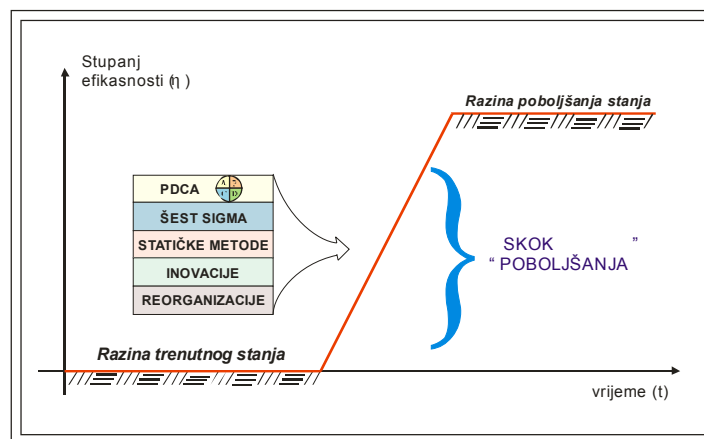 Stupanj
efikasnosti (η )
Razina poboljšanja stanja
PDCA
ŠEST SIGMA
STATIČKE METODE
INOVACIJE
REORGANIZACIJE
SKOK ”
“ POBOLJŠANJA
Razina trenutnog stanja
vrijeme (t)